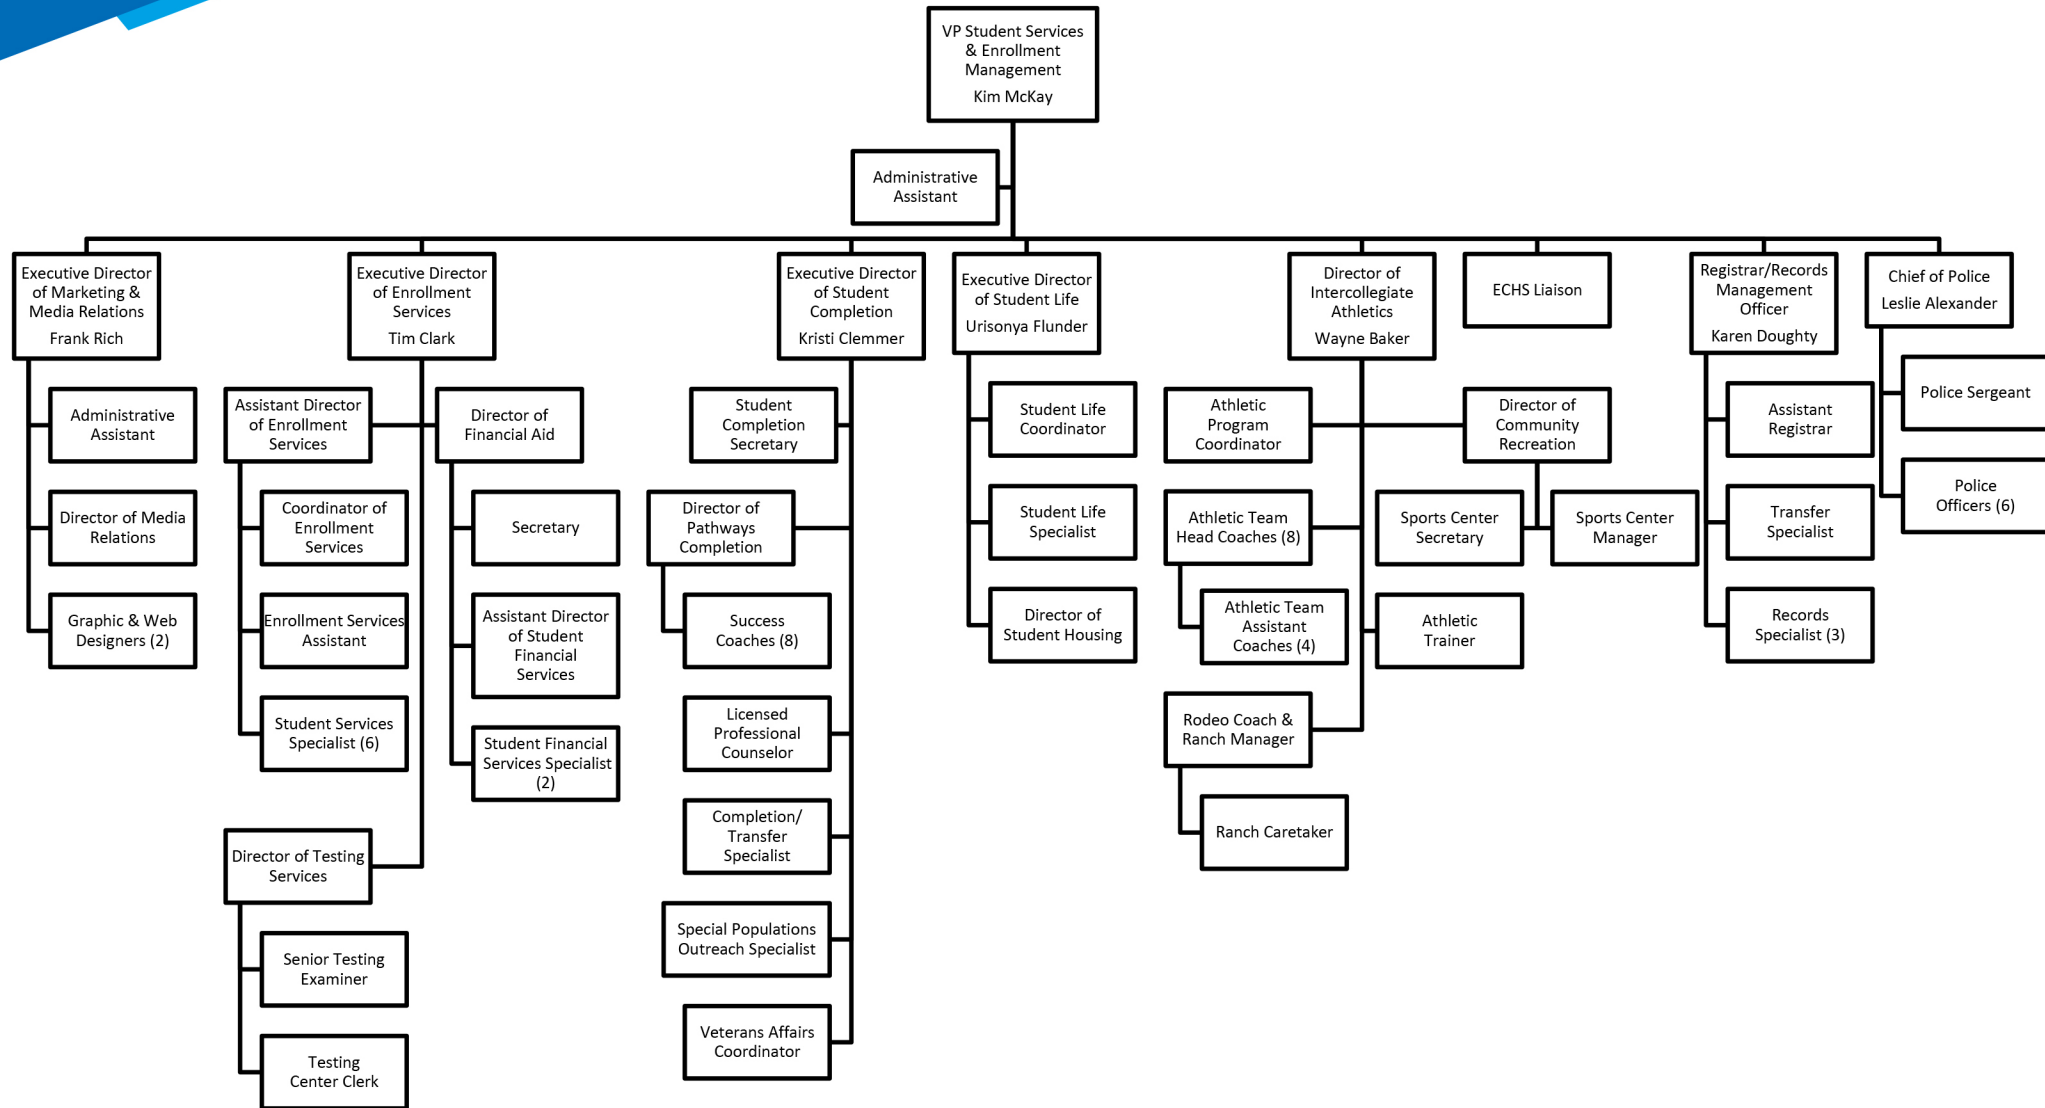 VP Student Services
& Enrollment
Management
Kim McKay
Administrative
Assistant
Executive Director
of Marketing &
Media Relations
Frank Rich
Administrative
Assistant
Director of Media
Relations
Graphic & Web
Designers (2)
Executive Director
of Enrollment
Services
Tim Clark
Assistant Director
of Enrollment
Services
Coordinator of
Enrollment
Services
Enrollment Services
Assistant
Student Services
Specialist (6)
Director of
Financial Aid
Secretary
Assistant Director
of Student
Financial
Services
Student Financial
Services Specialist
(2)
Director of Testing
Services
Senior Testing
Examiner
Testing
Center Clerk
Executive Director
of Student
Completion
Kristi Clemmer
Student
Completion
Secretary
Director of
Pathways
Completion
Success
Coaches (8)
Licensed
Professional
Counselor
Completion/
Transfer
Specialist
Special Populations
Outreach Specialist
Veterans Affairs
Coordinator
Executive Director
of Student Life
Urisonya Flunder
Student Life
Coordinator
Student Life
Specialist
Director of
Student Housing
Director of
Intercollegiate
Athletics
Wayne Baker
Athletic
Program
Coordinator
Director of
Community
Recreation
Athletic Team
Head Coaches (8)
Athletic Team
Assistant
Coaches (4)
Sports Center
Secretary
Sports Center
Manager
Athletic
Trainer
Rodeo Coach &
Ranch Manager
Ranch Caretaker
ECHS Liaison
Registrar/Records
Management
Officer
Karen Doughty
Assistant
Registrar
Transfer
Specialist
Records
Specialist (3)
Chief of Police
Leslie Alexander
Police Sergeant
Police
Officers (6)